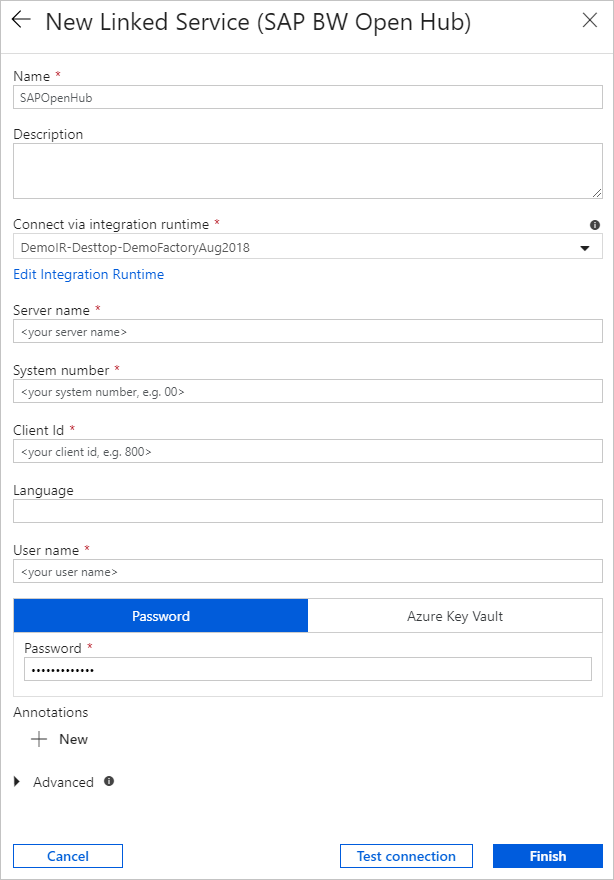 New Linked Service (SAP BW Open Hub)
Name *
SAPOpenHub
Description
Connect via integration runtime *
DemoIR-Desttop-DemoFactoryAug2018
Edit Integration Runtime
Server name *
<your server name>
System number *
<your system number, e.g. 00>
Client Id *
<your client id, e.g. 800>
Language
User name *
<your user name>
Password Azure Key Vault
Password *
•••••••••••••
Annotations
New
Advanced
Cancel Test connection Finish